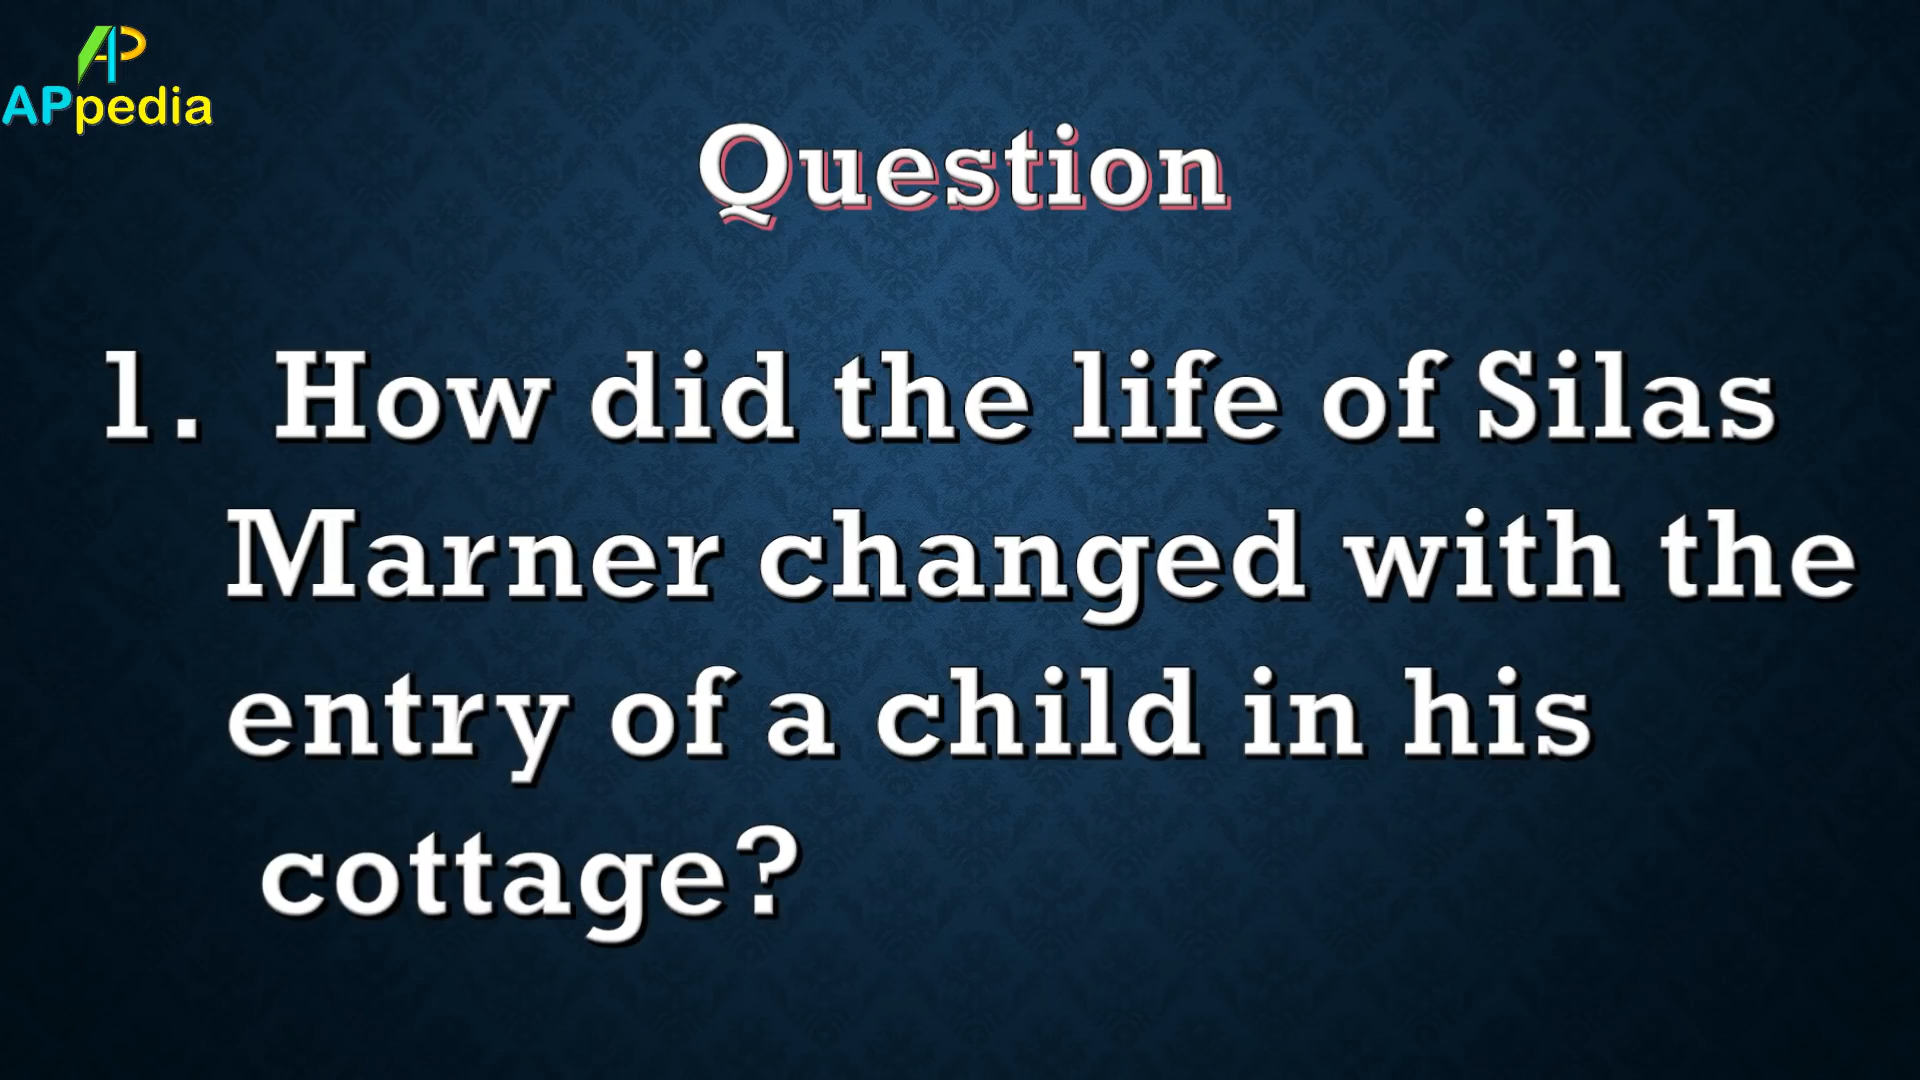 AP
APpedia
Question
1. How did the life of Silas
Marner changed with the
entry of a child in his
cottage?